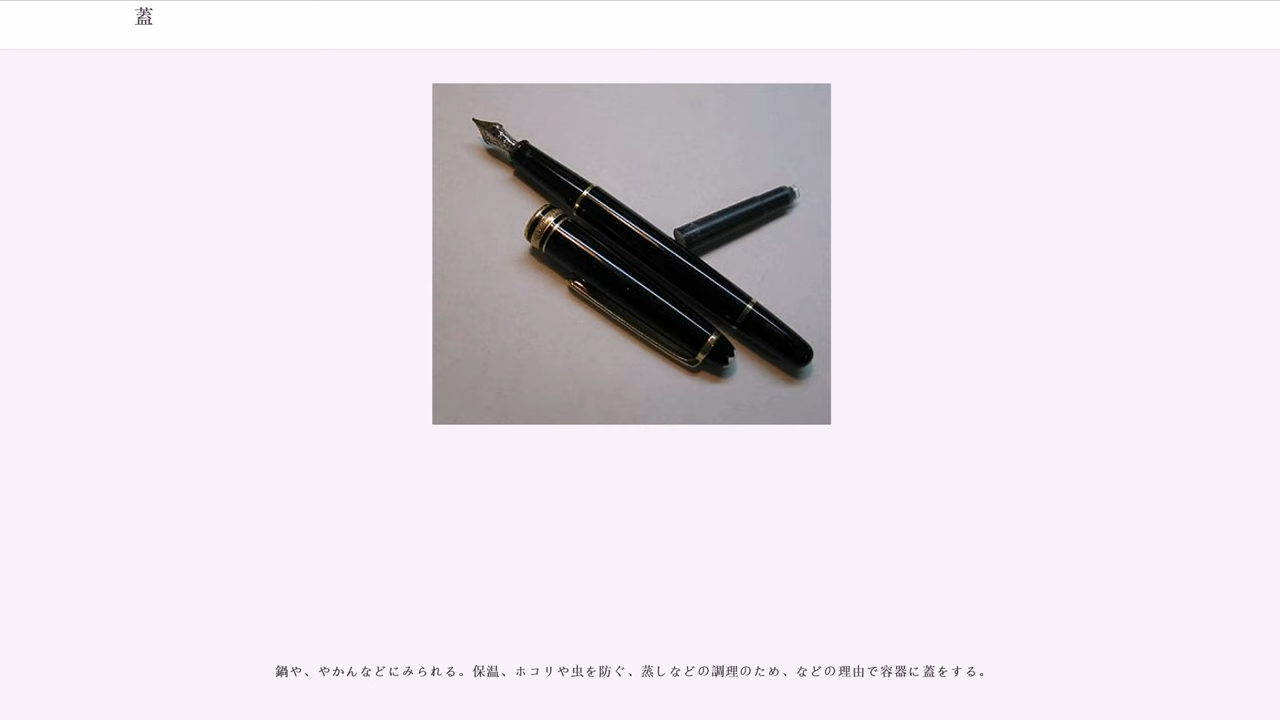 蓋
鍋や、やかんなどにみられる。保温、ホコリや虫を防ぐ、蒸しなどの調理のため、などの理由で容器に蓋をする。